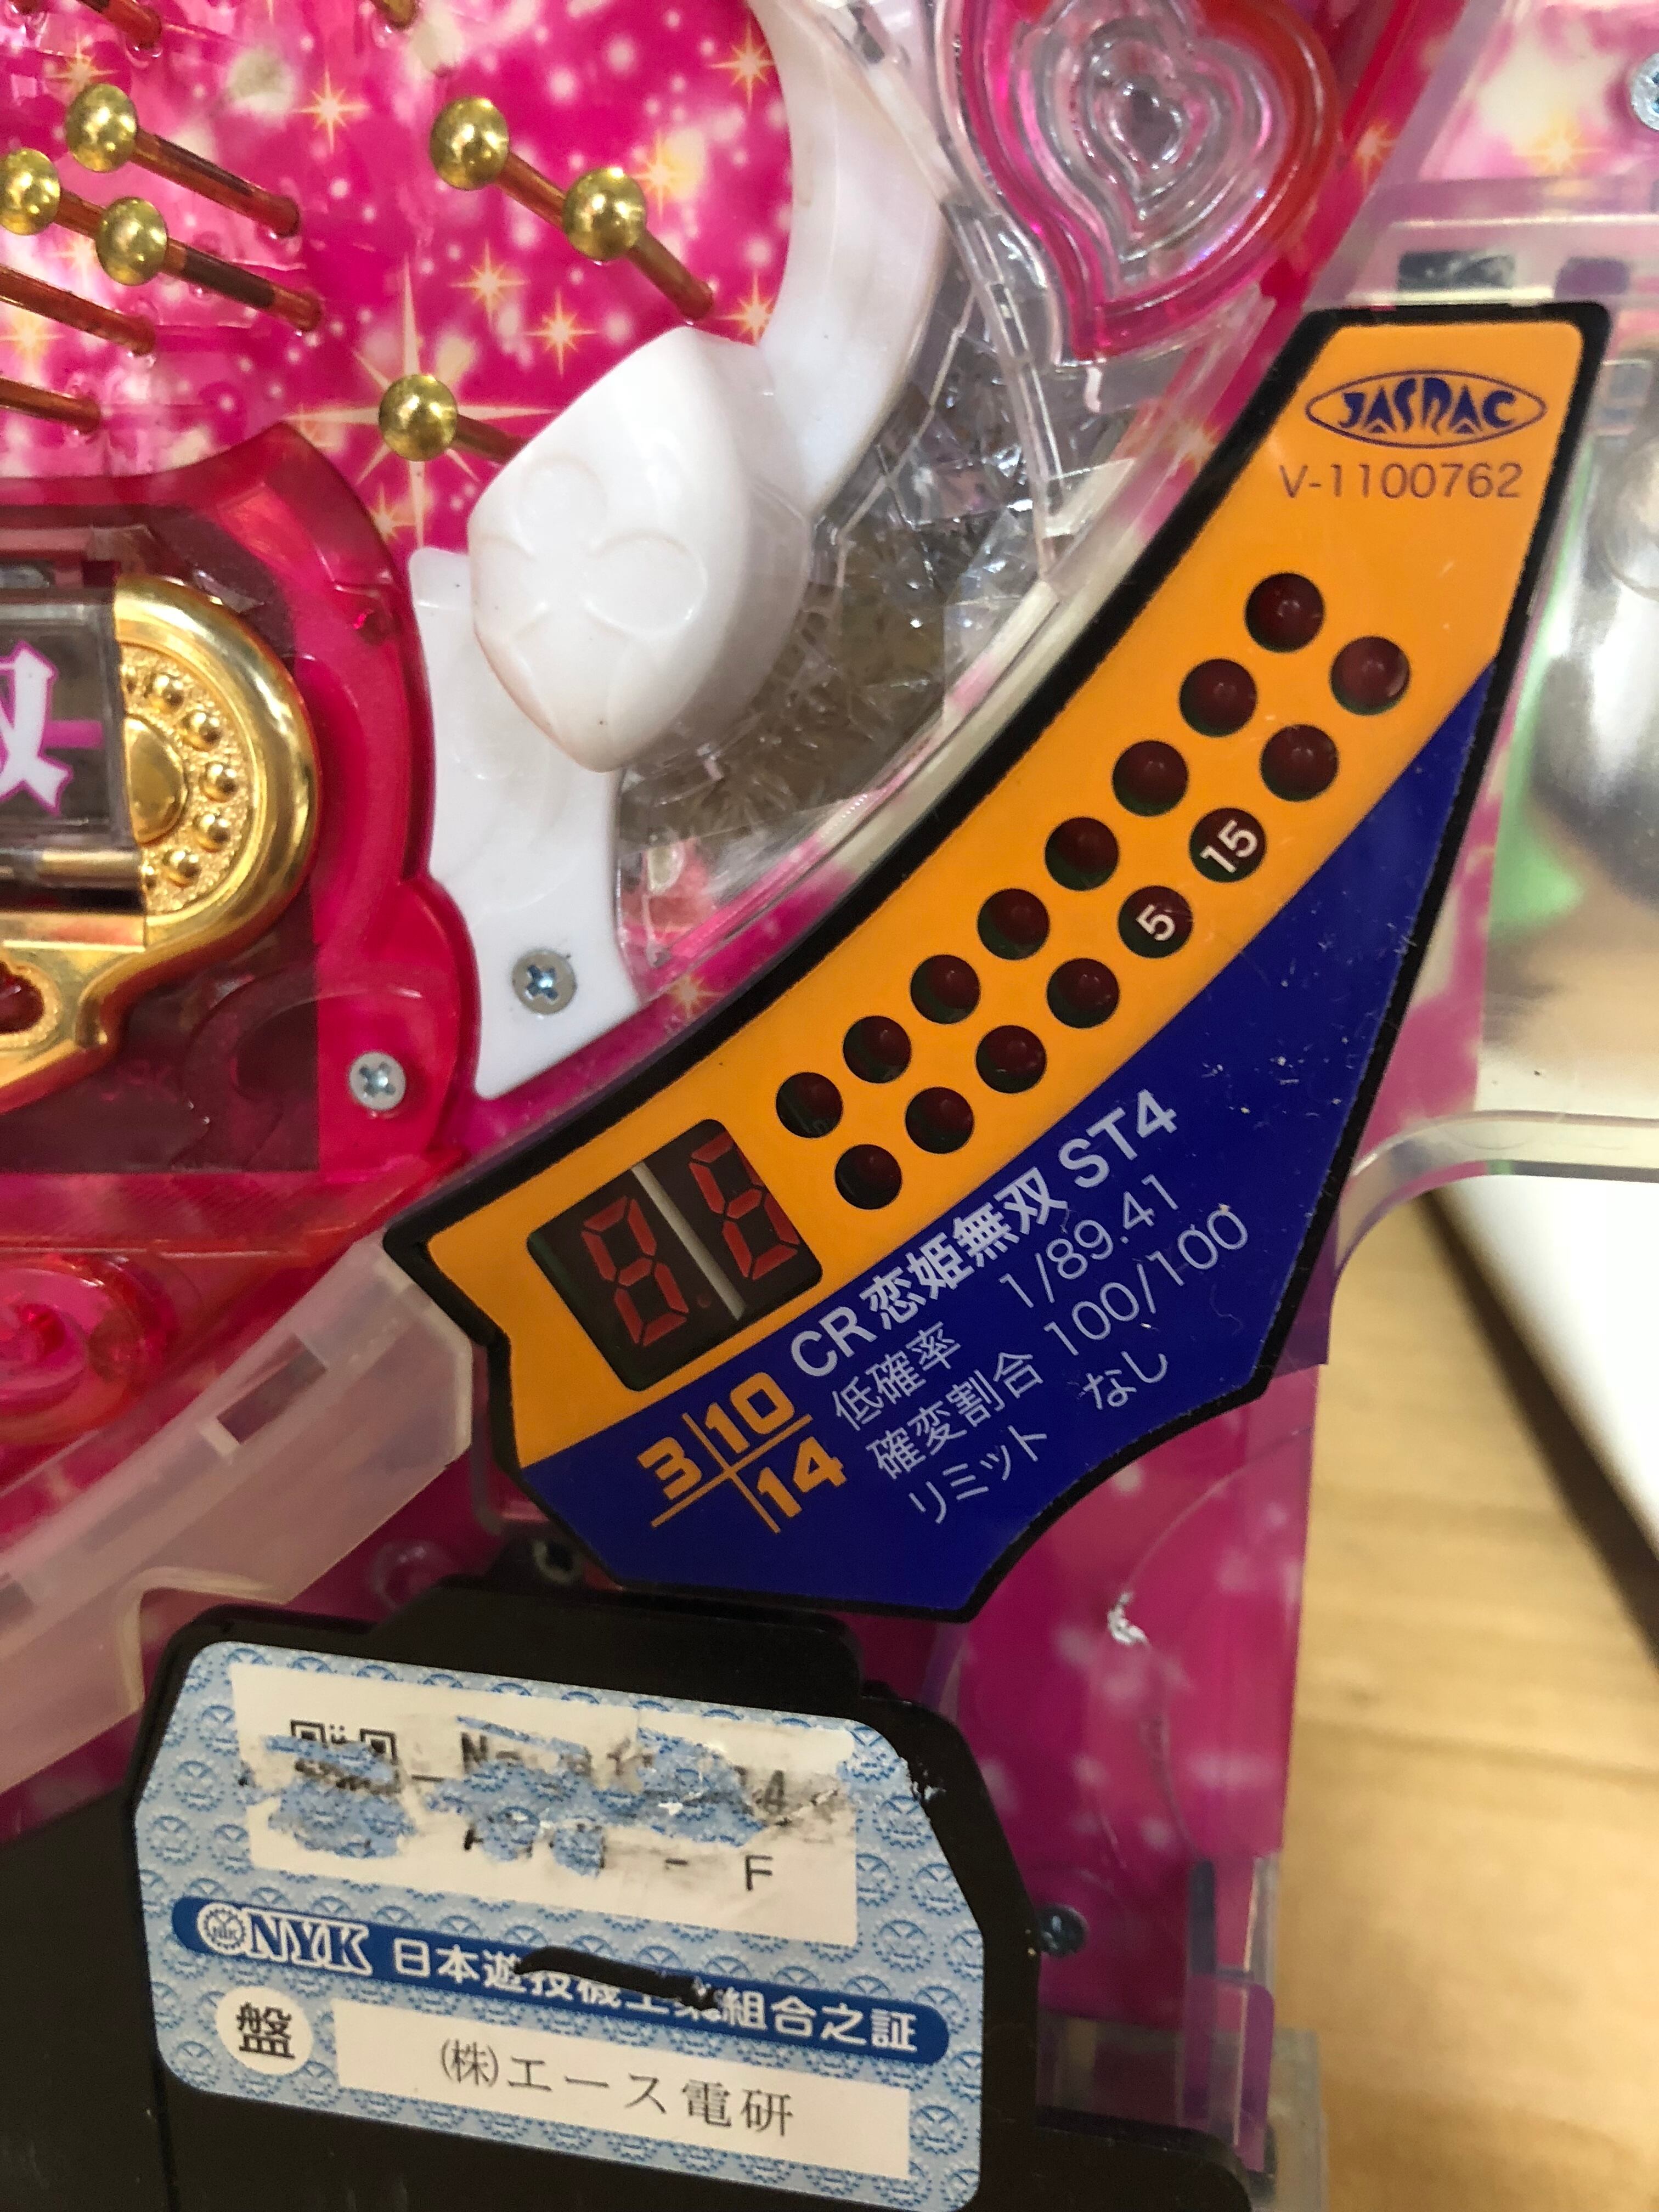 双
JASRAC
V-1100762
15
5
CR恋姫無双 ST4
低確率 1/89.41
確変割合 100/100
リミット なし
3 10
14
- F
NYK 日本遊技機工業組合之証
盤 ㈱エース電研